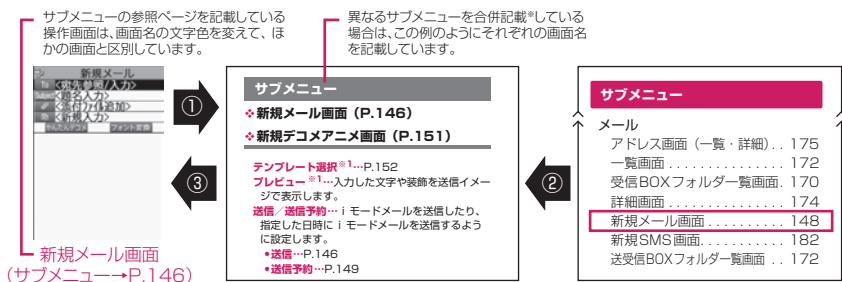 サブメニューの参照ページを記載している
操作画面は、画面名の文字色を変えて、ほ
かの画面と区別しています。
異なるサブメニューを合併記載※している
場合は、この例のようにそれぞれの画面名
を記載しています。
新規メール
To <宛先参照/入力>
Subject <題名入力>
<添付ファイル追加>
<新規入力>
かんたんデコメ フォント変換
①
③
新規メール画面
(サブメニュー→P.146)
サブメニュー
❖新規メール画面(P.146)
❖新規デコメアニメ画面(P.151)
テンプレート選択※1…P.152
プレビュー※1…入力した文字や装飾を送信イメー
ジで表示します。
送信/送信予約…iモードメールを送信したり、
指定した日時にiモードメールを送信するよう
に設定します。
●送信…P.146
●送信予約…P.149
②
サブメニュー
メール
アドレス画面(一覧・詳細)..175
一覧画面..............172
受信BOXフォルダ一覧画面.170
詳細画面..............174
新規メール画面...........148
新規SMS画面...........182
送受信BOXフォルダ一覧画面..172